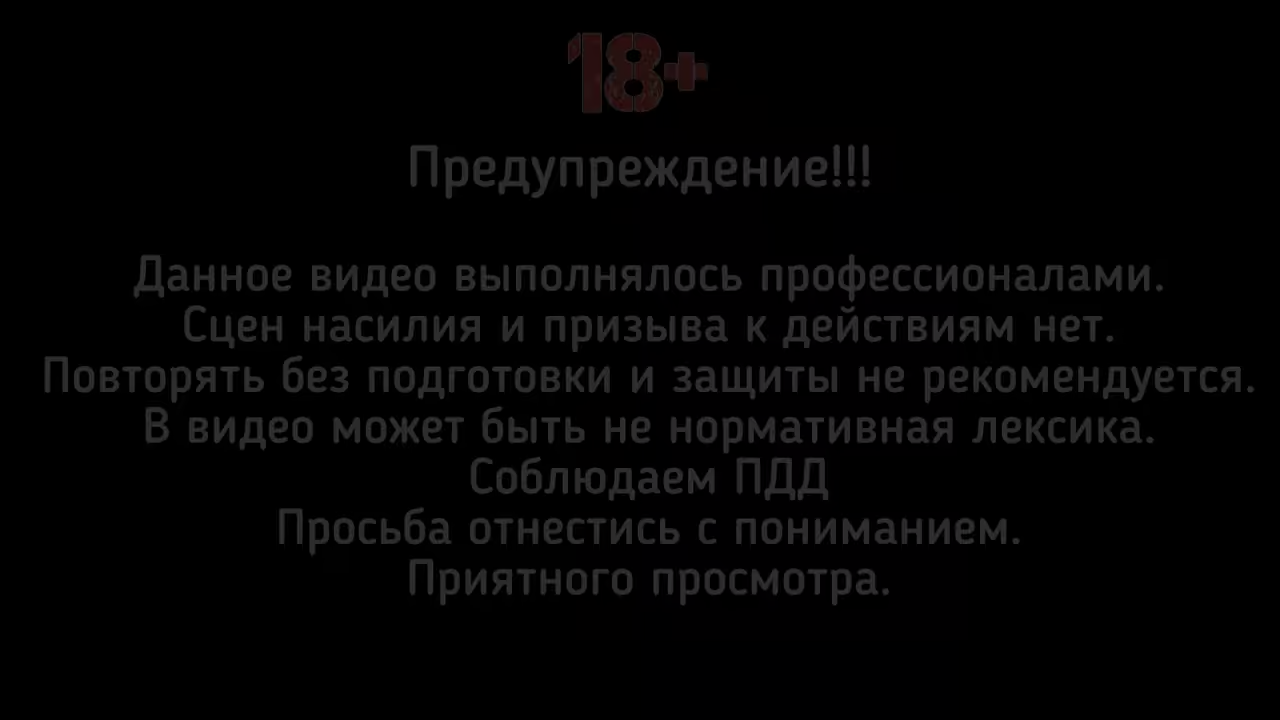 18+
Предупреждение!!!
Данное видео выполнялось профессионалами.
Сцен насилия и призыва к действиям нет.
Повторять без подготовки и защиты не рекомендуется.
В видео может быть не нормативная лексика.
Соблюдаем ПДД
Просьба отнестись с пониманием.
Приятного просмотра.